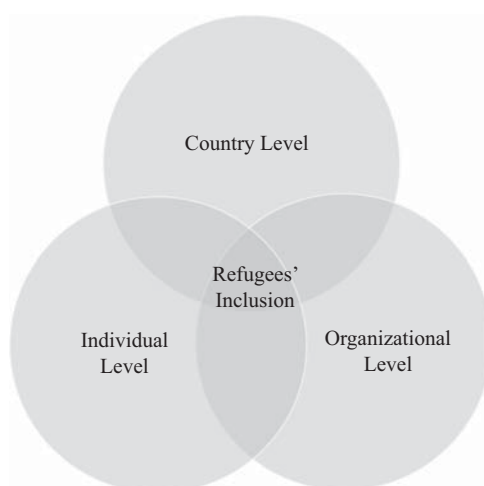 Country Level
Refugees’
Inclusion
Individual
Level
Organizational
Level